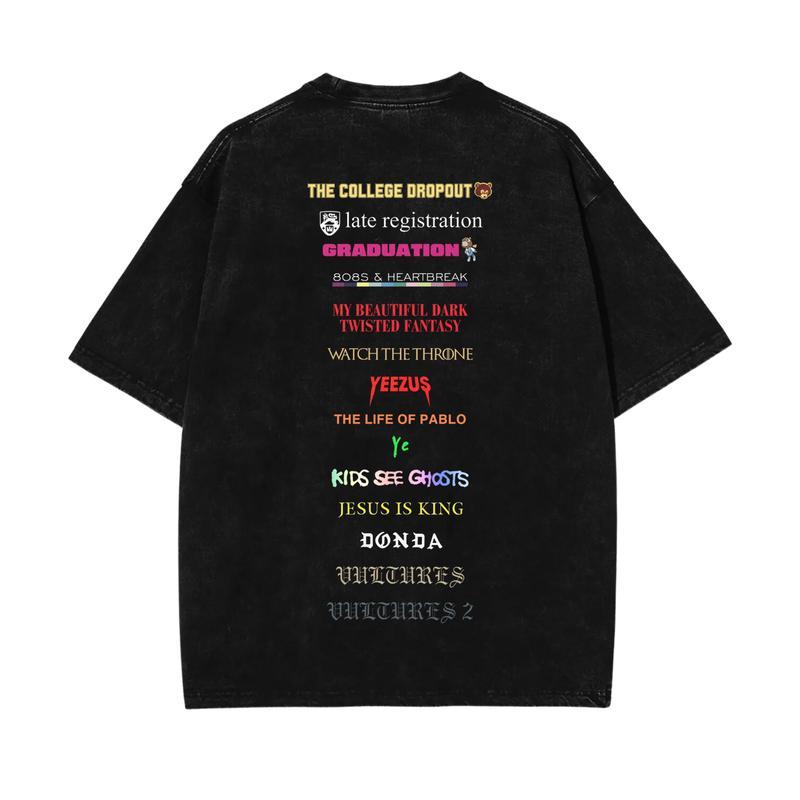 THE COLLEGE DROPOUT
late registration
GRADUATION
808S & HEARTBREAK
MY BEAUTIFUL DARK
TWISTED FANTASY
WATCH THE THRONE
YEEZUS
THE LIFE OF PABLO
Ye
KIDS SEE GHOSTS
JESUS IS KING
DONDA
VULTURES
VULTURES 2